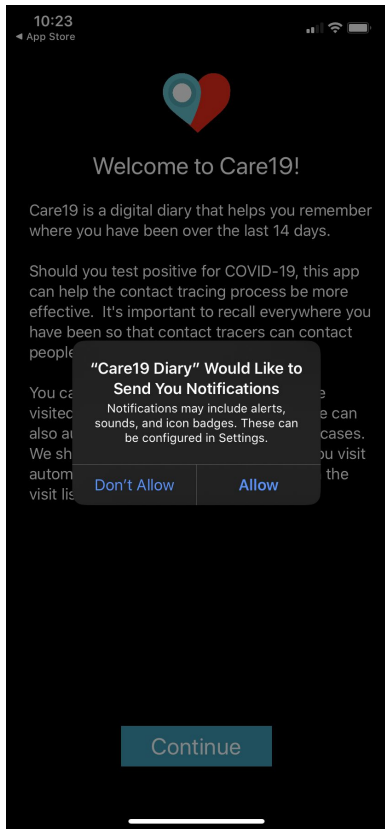 10:23
◀ App Store
Welcome to Care19!
Care19 is a digital diary that helps you remember
where you have been over the last 14 days.
Should you test positive for COVID-19, this app
can help the contact tracing process be more
effective.  It's important to recall everywhere you
have been so that contact tracers can contact
people
“Care19 Diary” Would Like to
Send You Notifications
Notifications may include alerts,
sounds, and icon badges. These can
be configured in Settings.
Don’t Allow
Allow
You ca
visited e can
also au cases.
We sh ou visit
autom the
visit lis
Continue